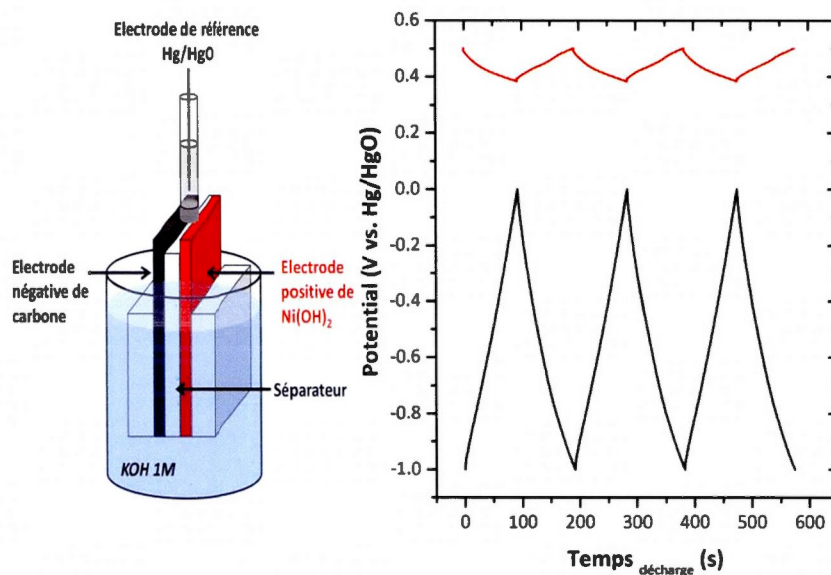 Electrode de référence
Hg/HgO
Electrode
négative de
carbone
Electrode
positive de
Ni(OH)2
Séparateur
KOH 1M
Potential (V vs. Hg/HgO)
0.6
0.4
0.2
0.0
-0.2
-0.4
-0.6
-0.8
-1.0
0 100 200 300 400 500 600
Temps décharge (s)